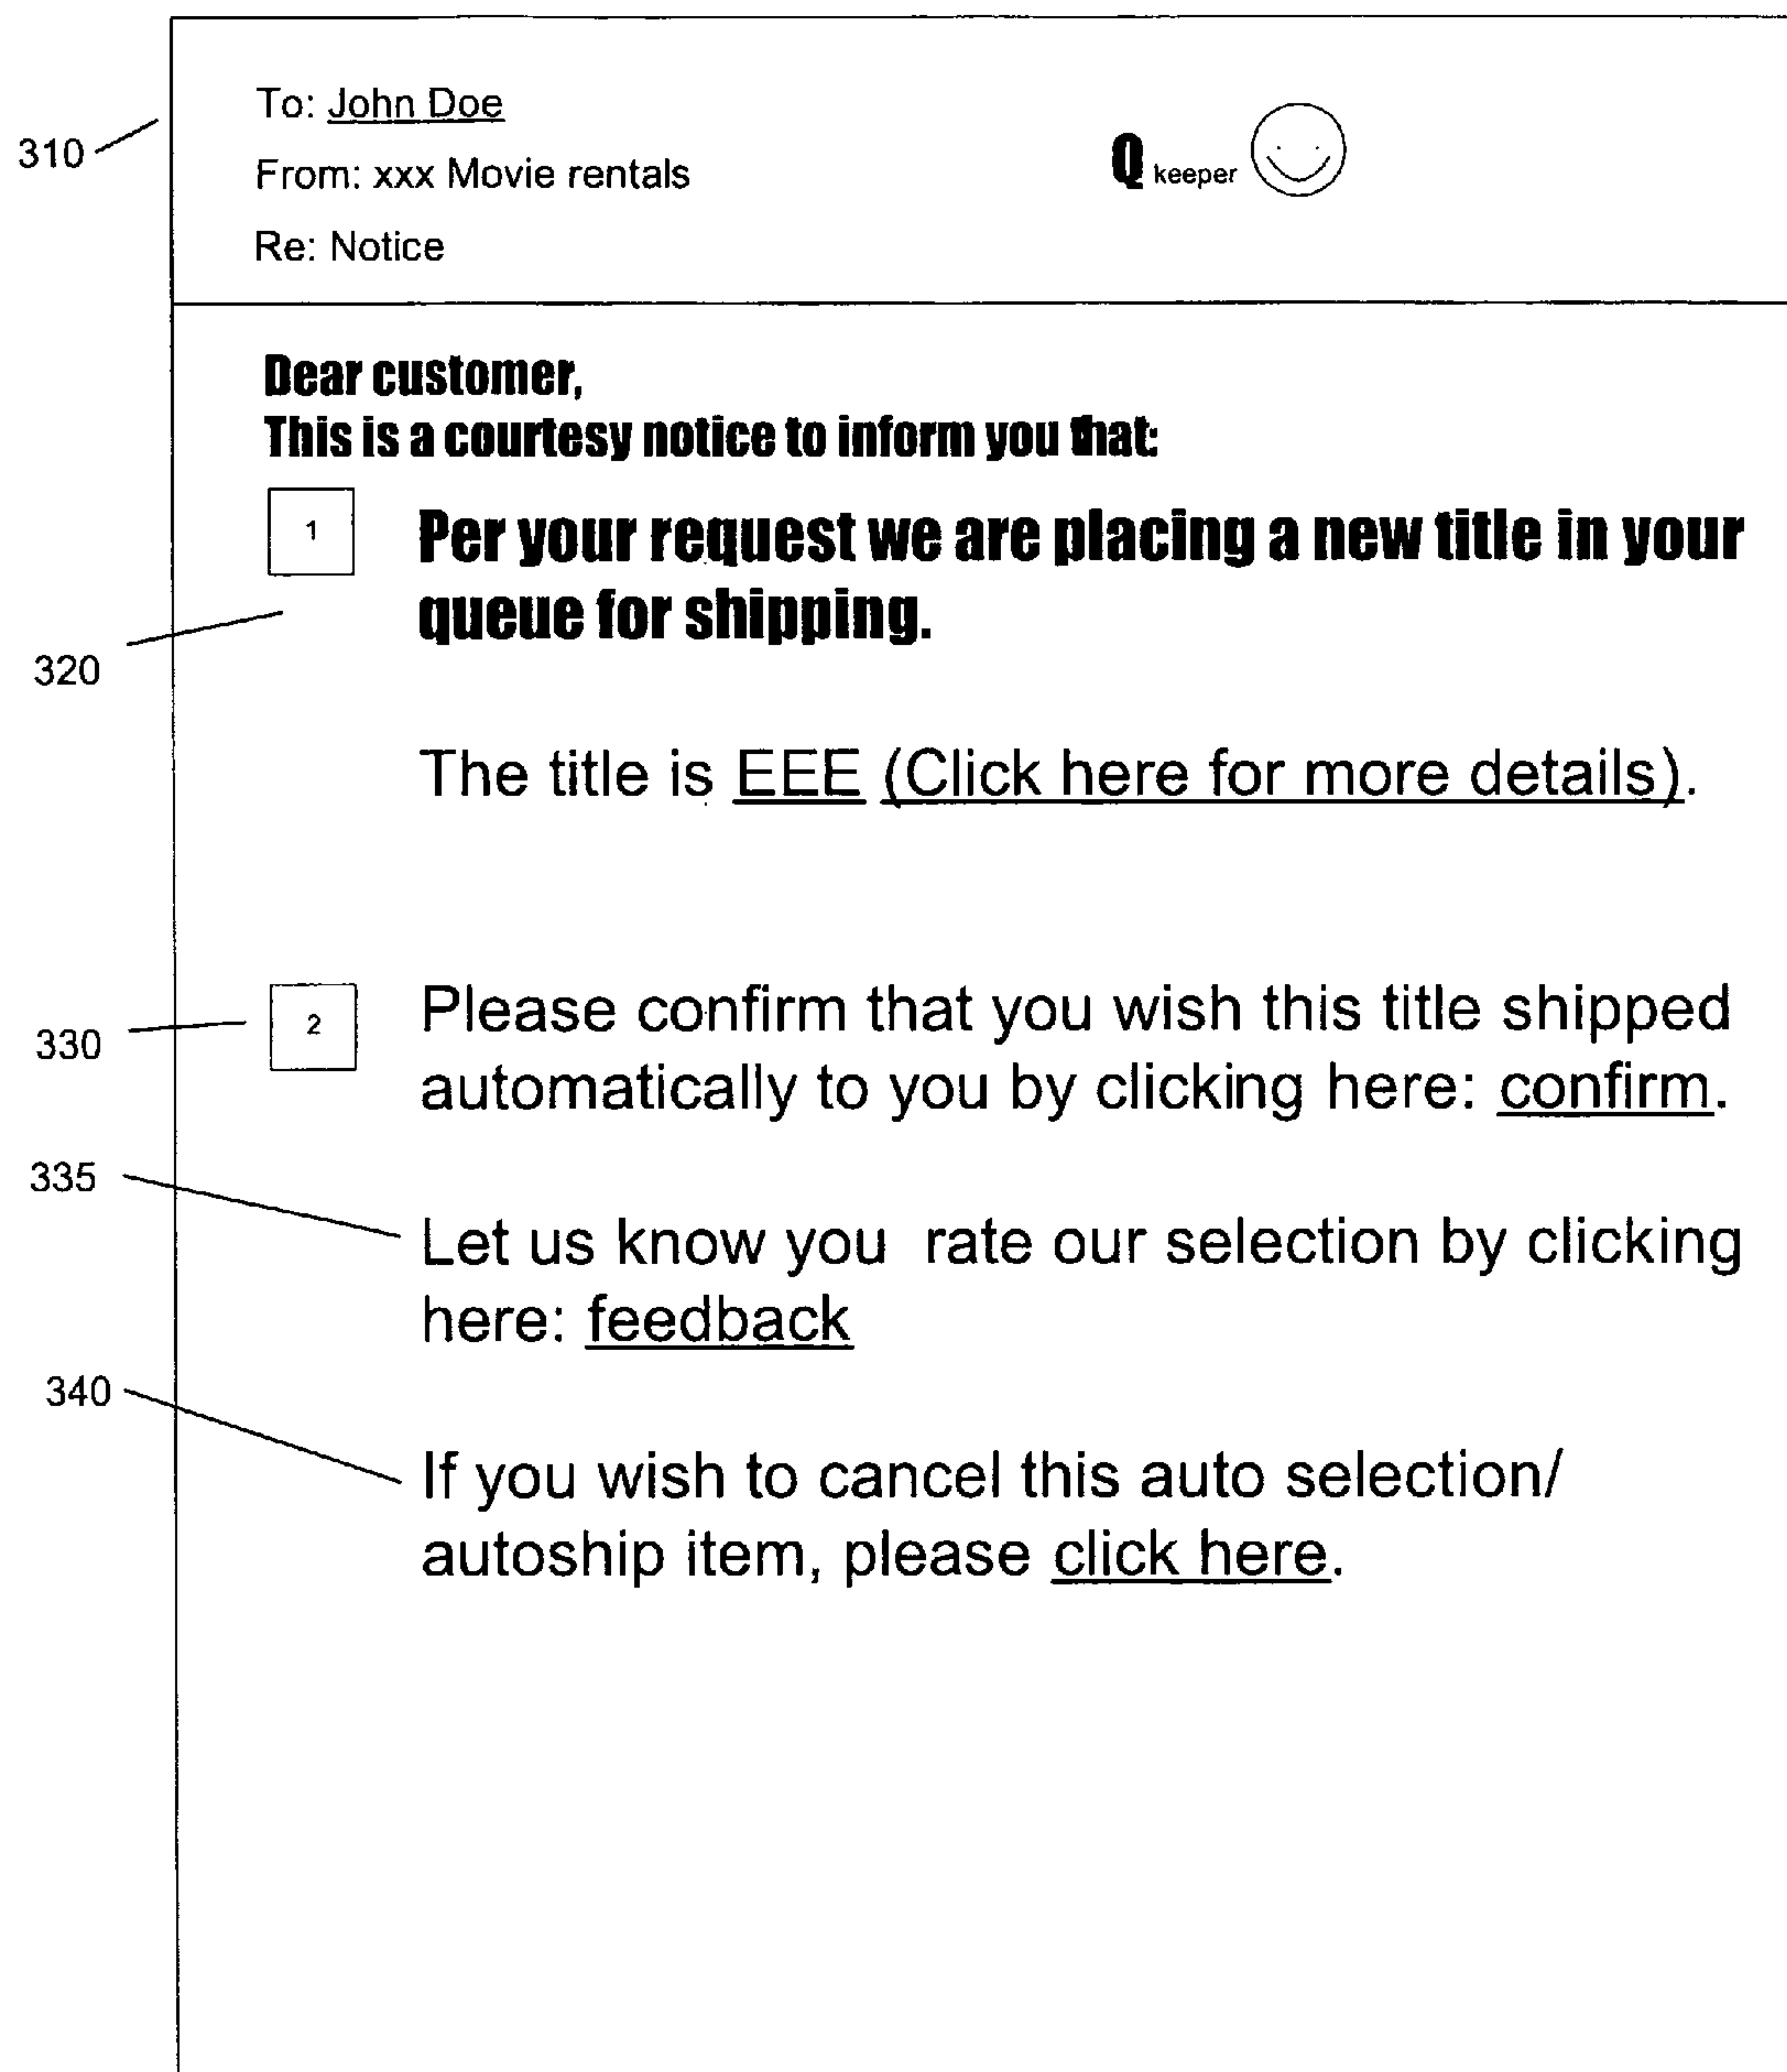 310
To: John Doe
From: xxx Movie rentals
Re: Notice
Q keeper
Dear customer,
This is a courtesy notice to inform you that:
1
Per your request we are placing a new title in your
queue for shipping.
320
The title is EEE (Click here for more details).
330
2
Please confirm that you wish this title shipped
automatically to you by clicking here: confirm.
335
Let us know you rate our selection by clicking
here: feedback
340
If you wish to cancel this auto selection/
autoship item, please click here.